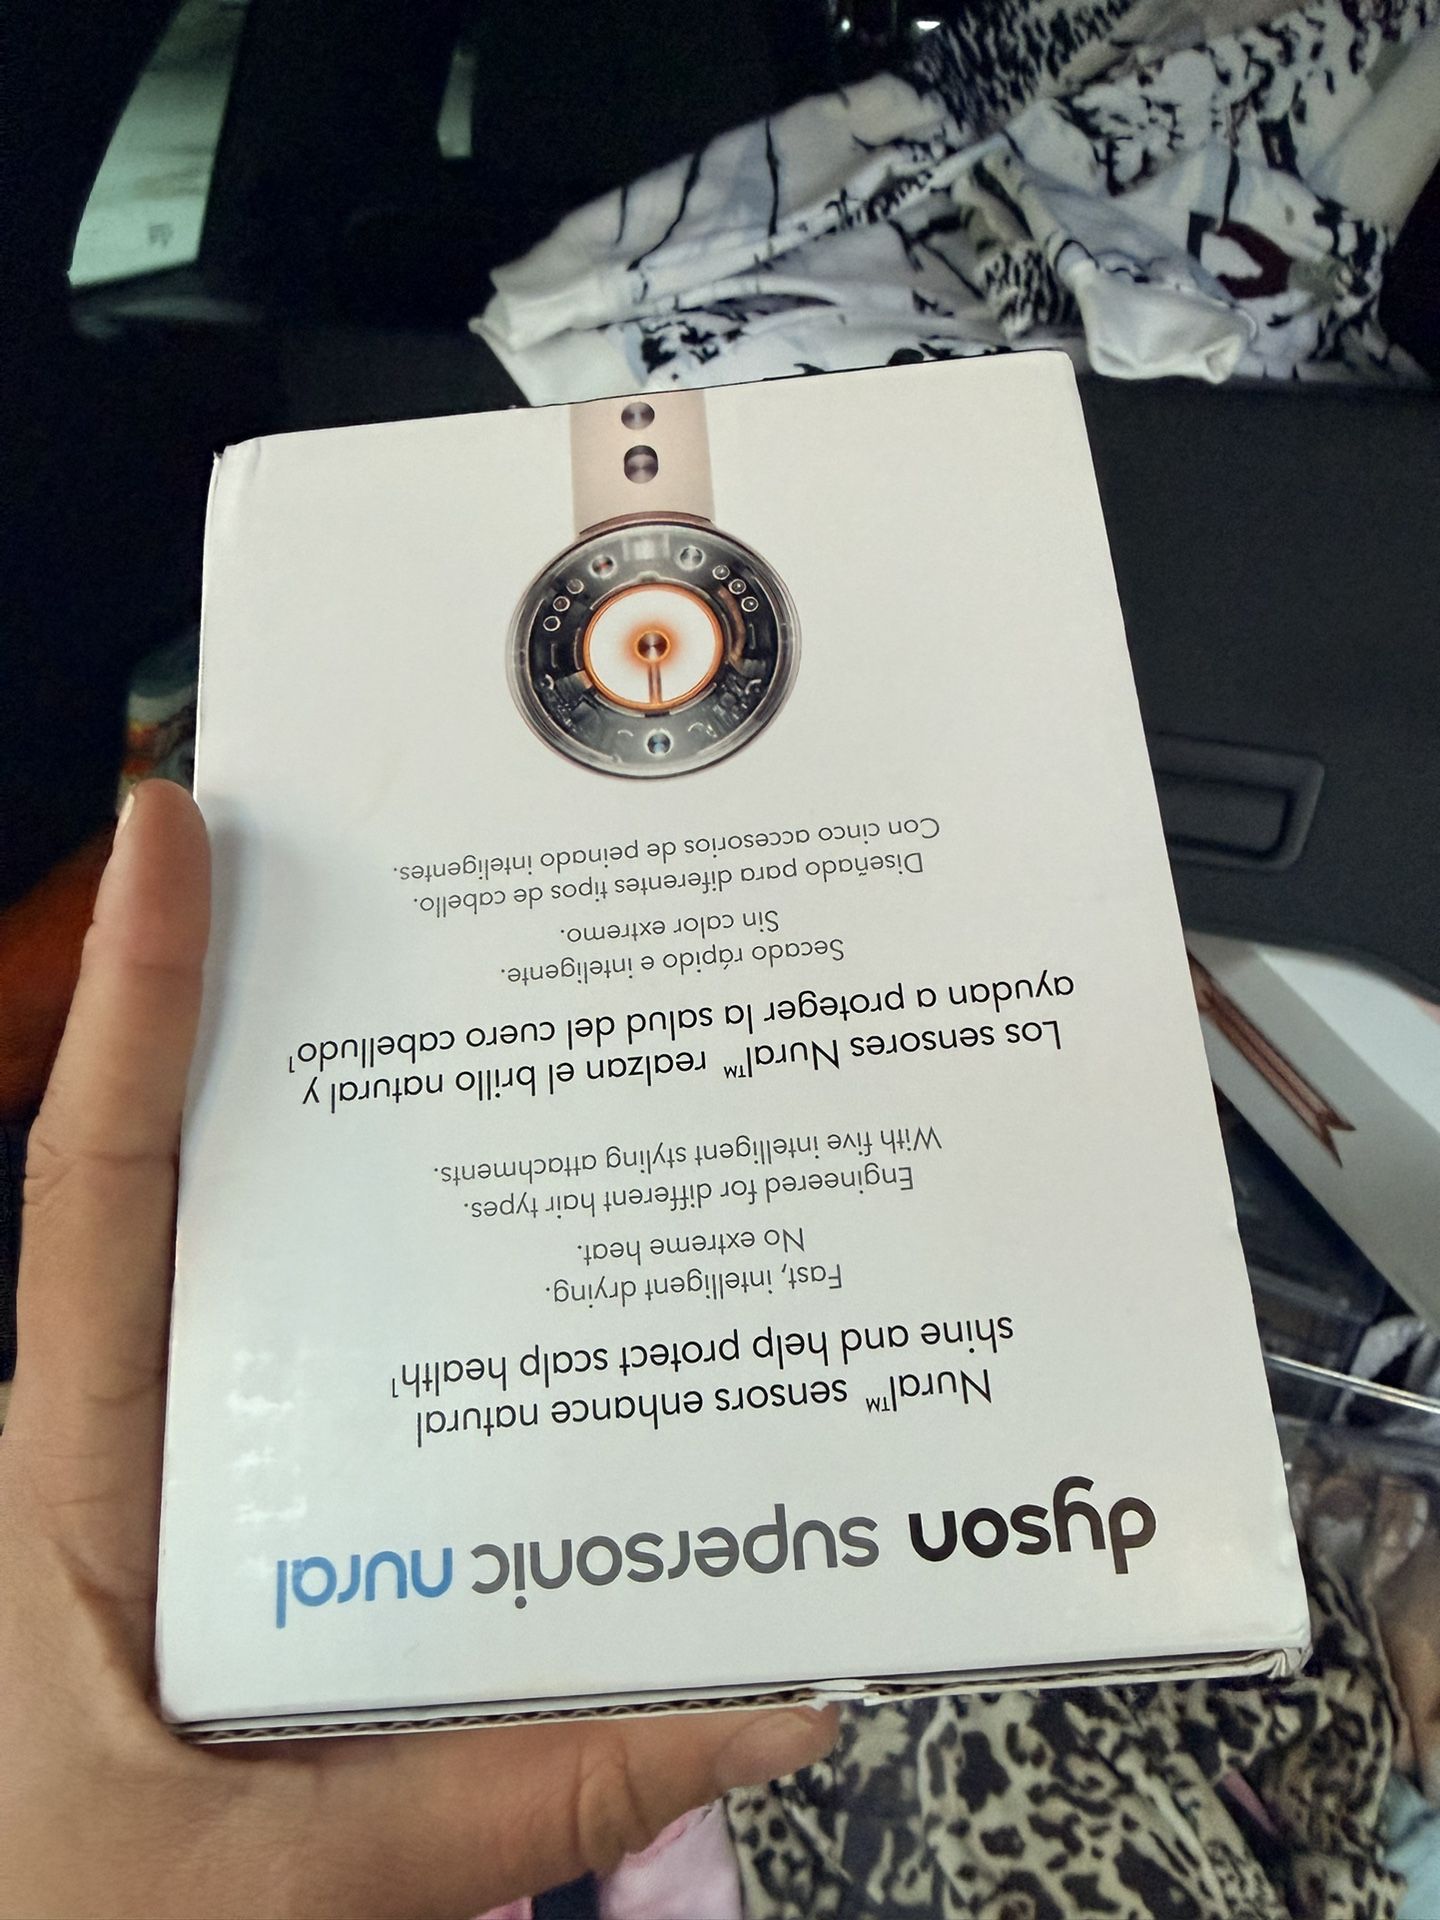 dyson supersonic nural
Nural™ sensors enhance natural
shine and help protect scalp health¹
Fast, intelligent drying.
No extreme heat.
Engineered for different hair types.
With five intelligent styling attachments.
Los sensores Nural™ realzan el brillo natural y
ayudan a proteger la salud del cuero cabelludo¹
Secado rápido e inteligente.
Sin calor extremo.
Diseñado para diferentes tipos de cabello.
Con cinco accesorios de peinado inteligentes.